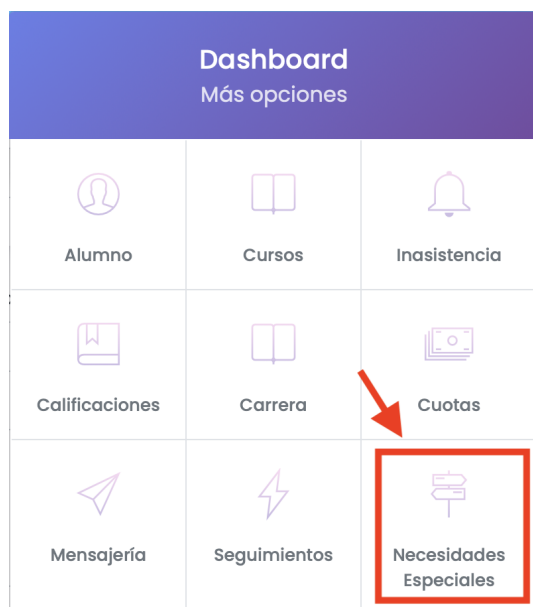 Dashboard
Más opciones
Alumno
Cursos
Inasistencia
Calificaciones
Carrera
Cuotas
Mensajería
Seguimientos
Necesidades
Especiales